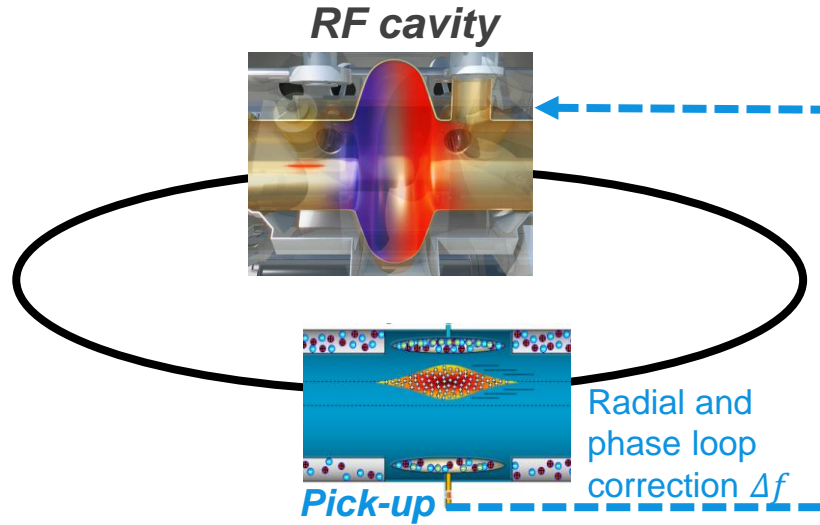 RF cavity
Radial and
phase loop
correction Δf
Pick-up